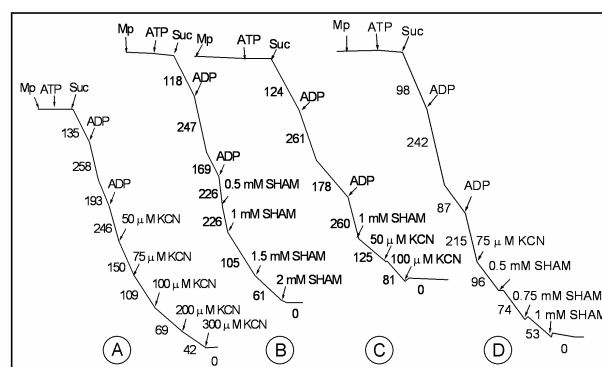 Mp
ATP
Suc
135
ADP
258
193
ADP
246
50 μM KCN
150
75 μM KCN
109
100 μM KCN
69
200 μM KCN
42
300 μM KCN
0
A
Mp
ATP
Suc
118
ADP
247
169
ADP
226
0.5 mM SHAM
226
1 mM SHAM
105
1.5 mM SHAM
61
2 mM SHAM
0
B
Mp
ATP
Suc
124
ADP
261
178
ADP
260
1 mM SHAM
125
50 μM KCN
81
100 μM KCN
0
C
Mp
ATP
Suc
98
ADP
242
87
ADP
215
75 μM KCN
96
0.5 mM SHAM
74
0.75 mM SHAM
53
1 mM SHAM
0
D